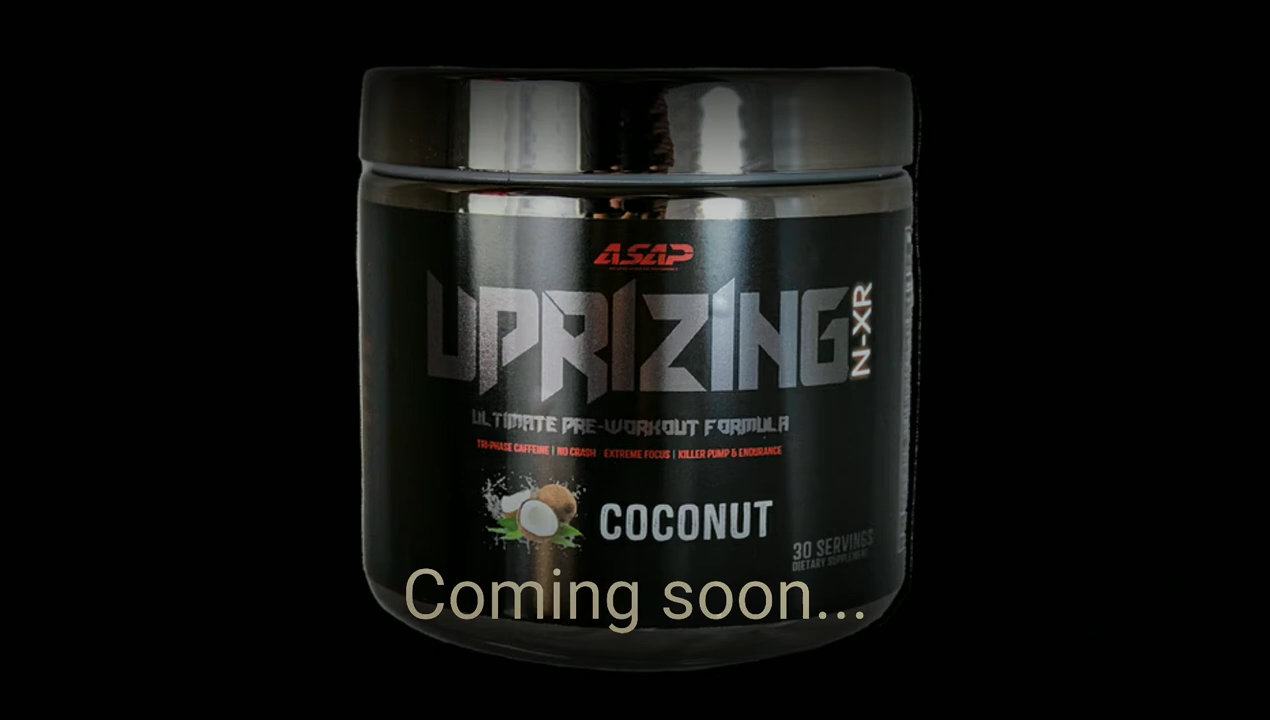 ASAP
UPRIZING
N-XR
ULTIMATE PRE-WORKOUT FORMULA
TRI-PHASE CAFFEINE | NO CRASH EXTREME FOCUS | KILLER PUMP & ENDURANCE
COCONUT
30 SERVINGS
DIETARY SUPPLEMENT
Coming soon...